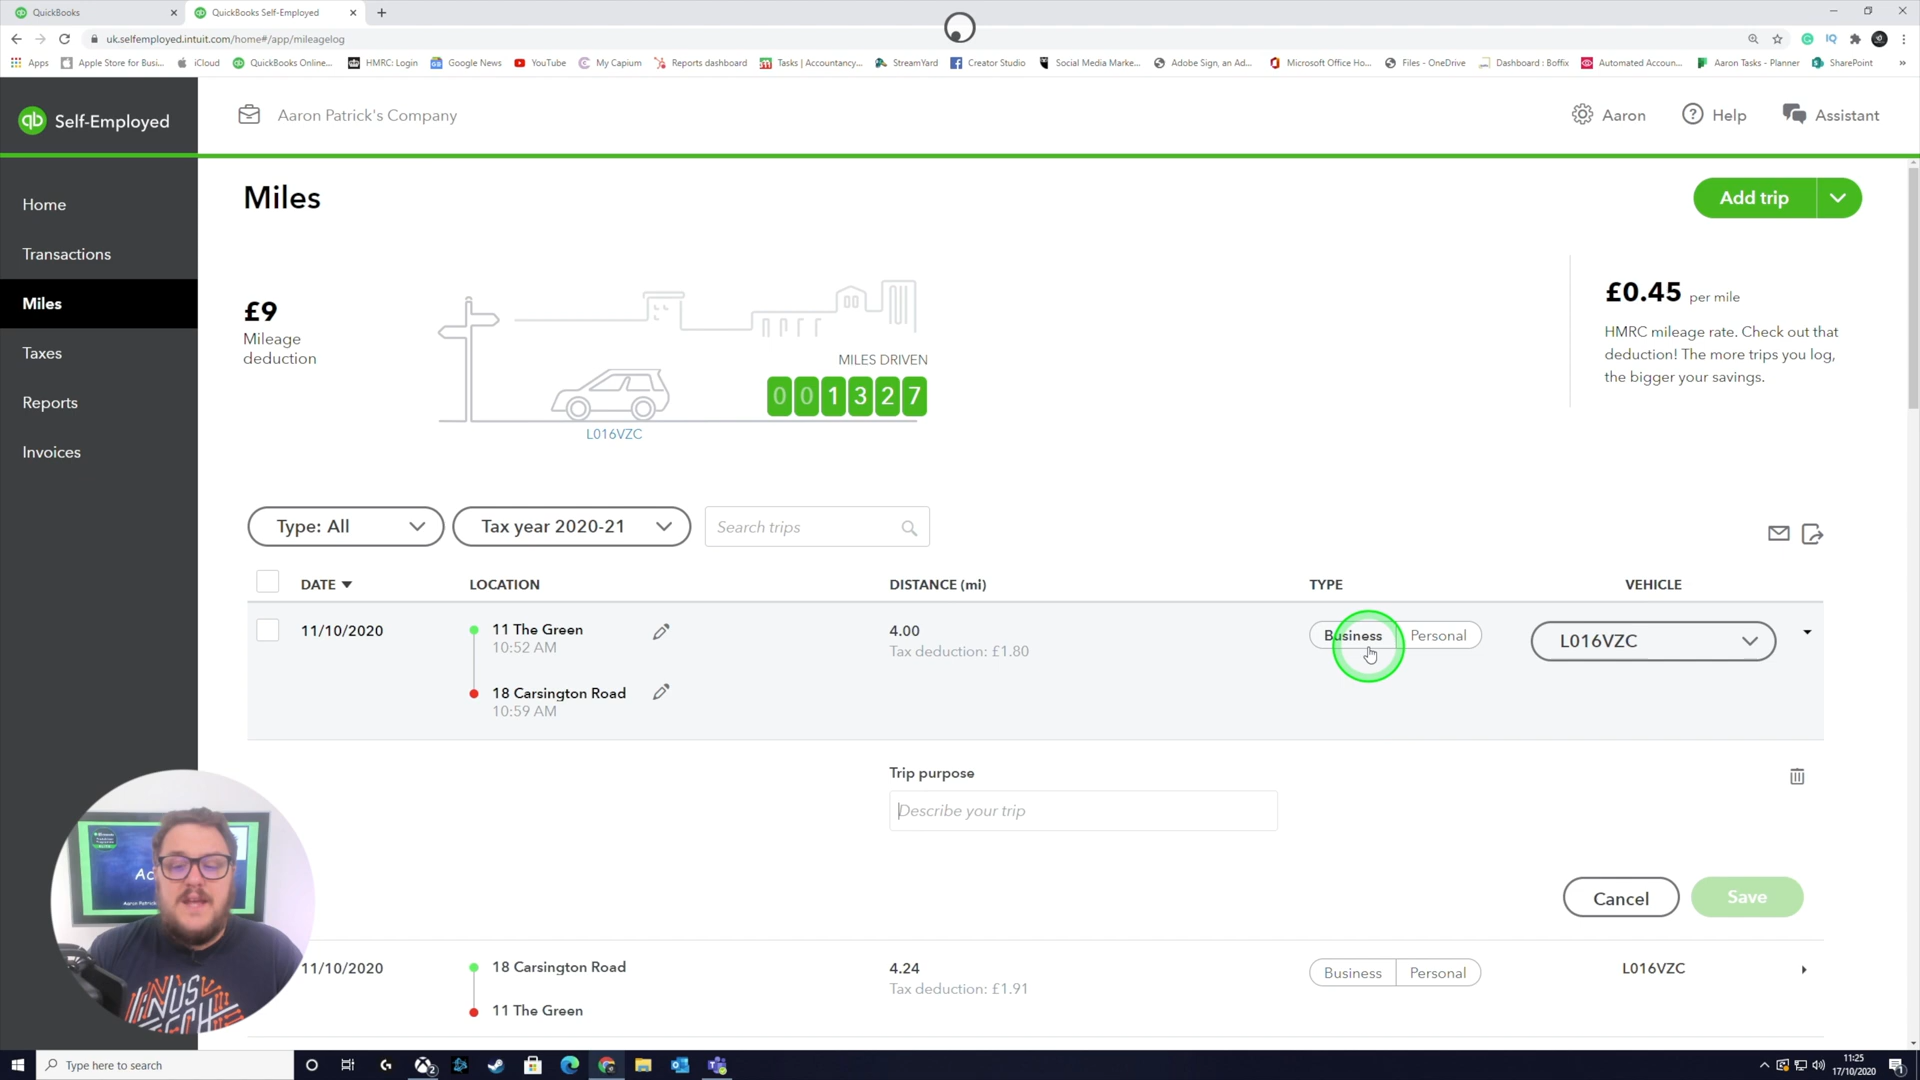 QuickBooks
QuickBooks Self-Employed
uk.selfemployed.intuit.com/home#/app/mileagelog
Apps
Apple Store for Busi...
iCloud
QuickBooks Online...
HMRC: Login
Google News
YouTube
My Capium
Reports dashboard
Tasks | Accountancy...
StreamYard
Creator Studio
Social Media Marke...
Adobe Sign, an Ad...
Microsoft Office Ho...
Files - OneDrive
Dashboard : Boffix
Automated Accoun...
Aaron Tasks - Planner
SharePoint
qb Self-Employed
Aaron Patrick's Company
Aaron
Help
Assistant
Home
Transactions
Miles
Taxes
Reports
Invoices
Miles
Add trip
£9
Mileage
deduction
MILES DRIVEN
001327
L016VZC
£0.45 per mile
HMRC mileage rate. Check out that
deduction! The more trips you log,
the bigger your savings.
Type: All
Tax year 2020-21
Search trips
DATE
LOCATION
DISTANCE (mi)
TYPE
VEHICLE
11/10/2020
11 The Green
10:52 AM
18 Carsington Road
10:59 AM
4.00
Tax deduction: £1.80
Business
Personal
L016VZC
Trip purpose
Describe your trip
Cancel
Save
11/10/2020
18 Carsington Road
11 The Green
4.24
Tax deduction: £1.91
Business
Personal
L016VZC
Type here to search
11:25
17/10/2020